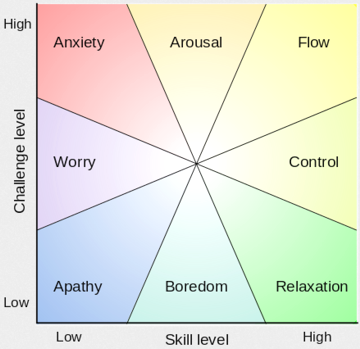 High
Anxiety
Arousal
Flow
Challenge level
Worry
Control
Apathy
Boredom
Relaxation
Low
Low
Skill level
High